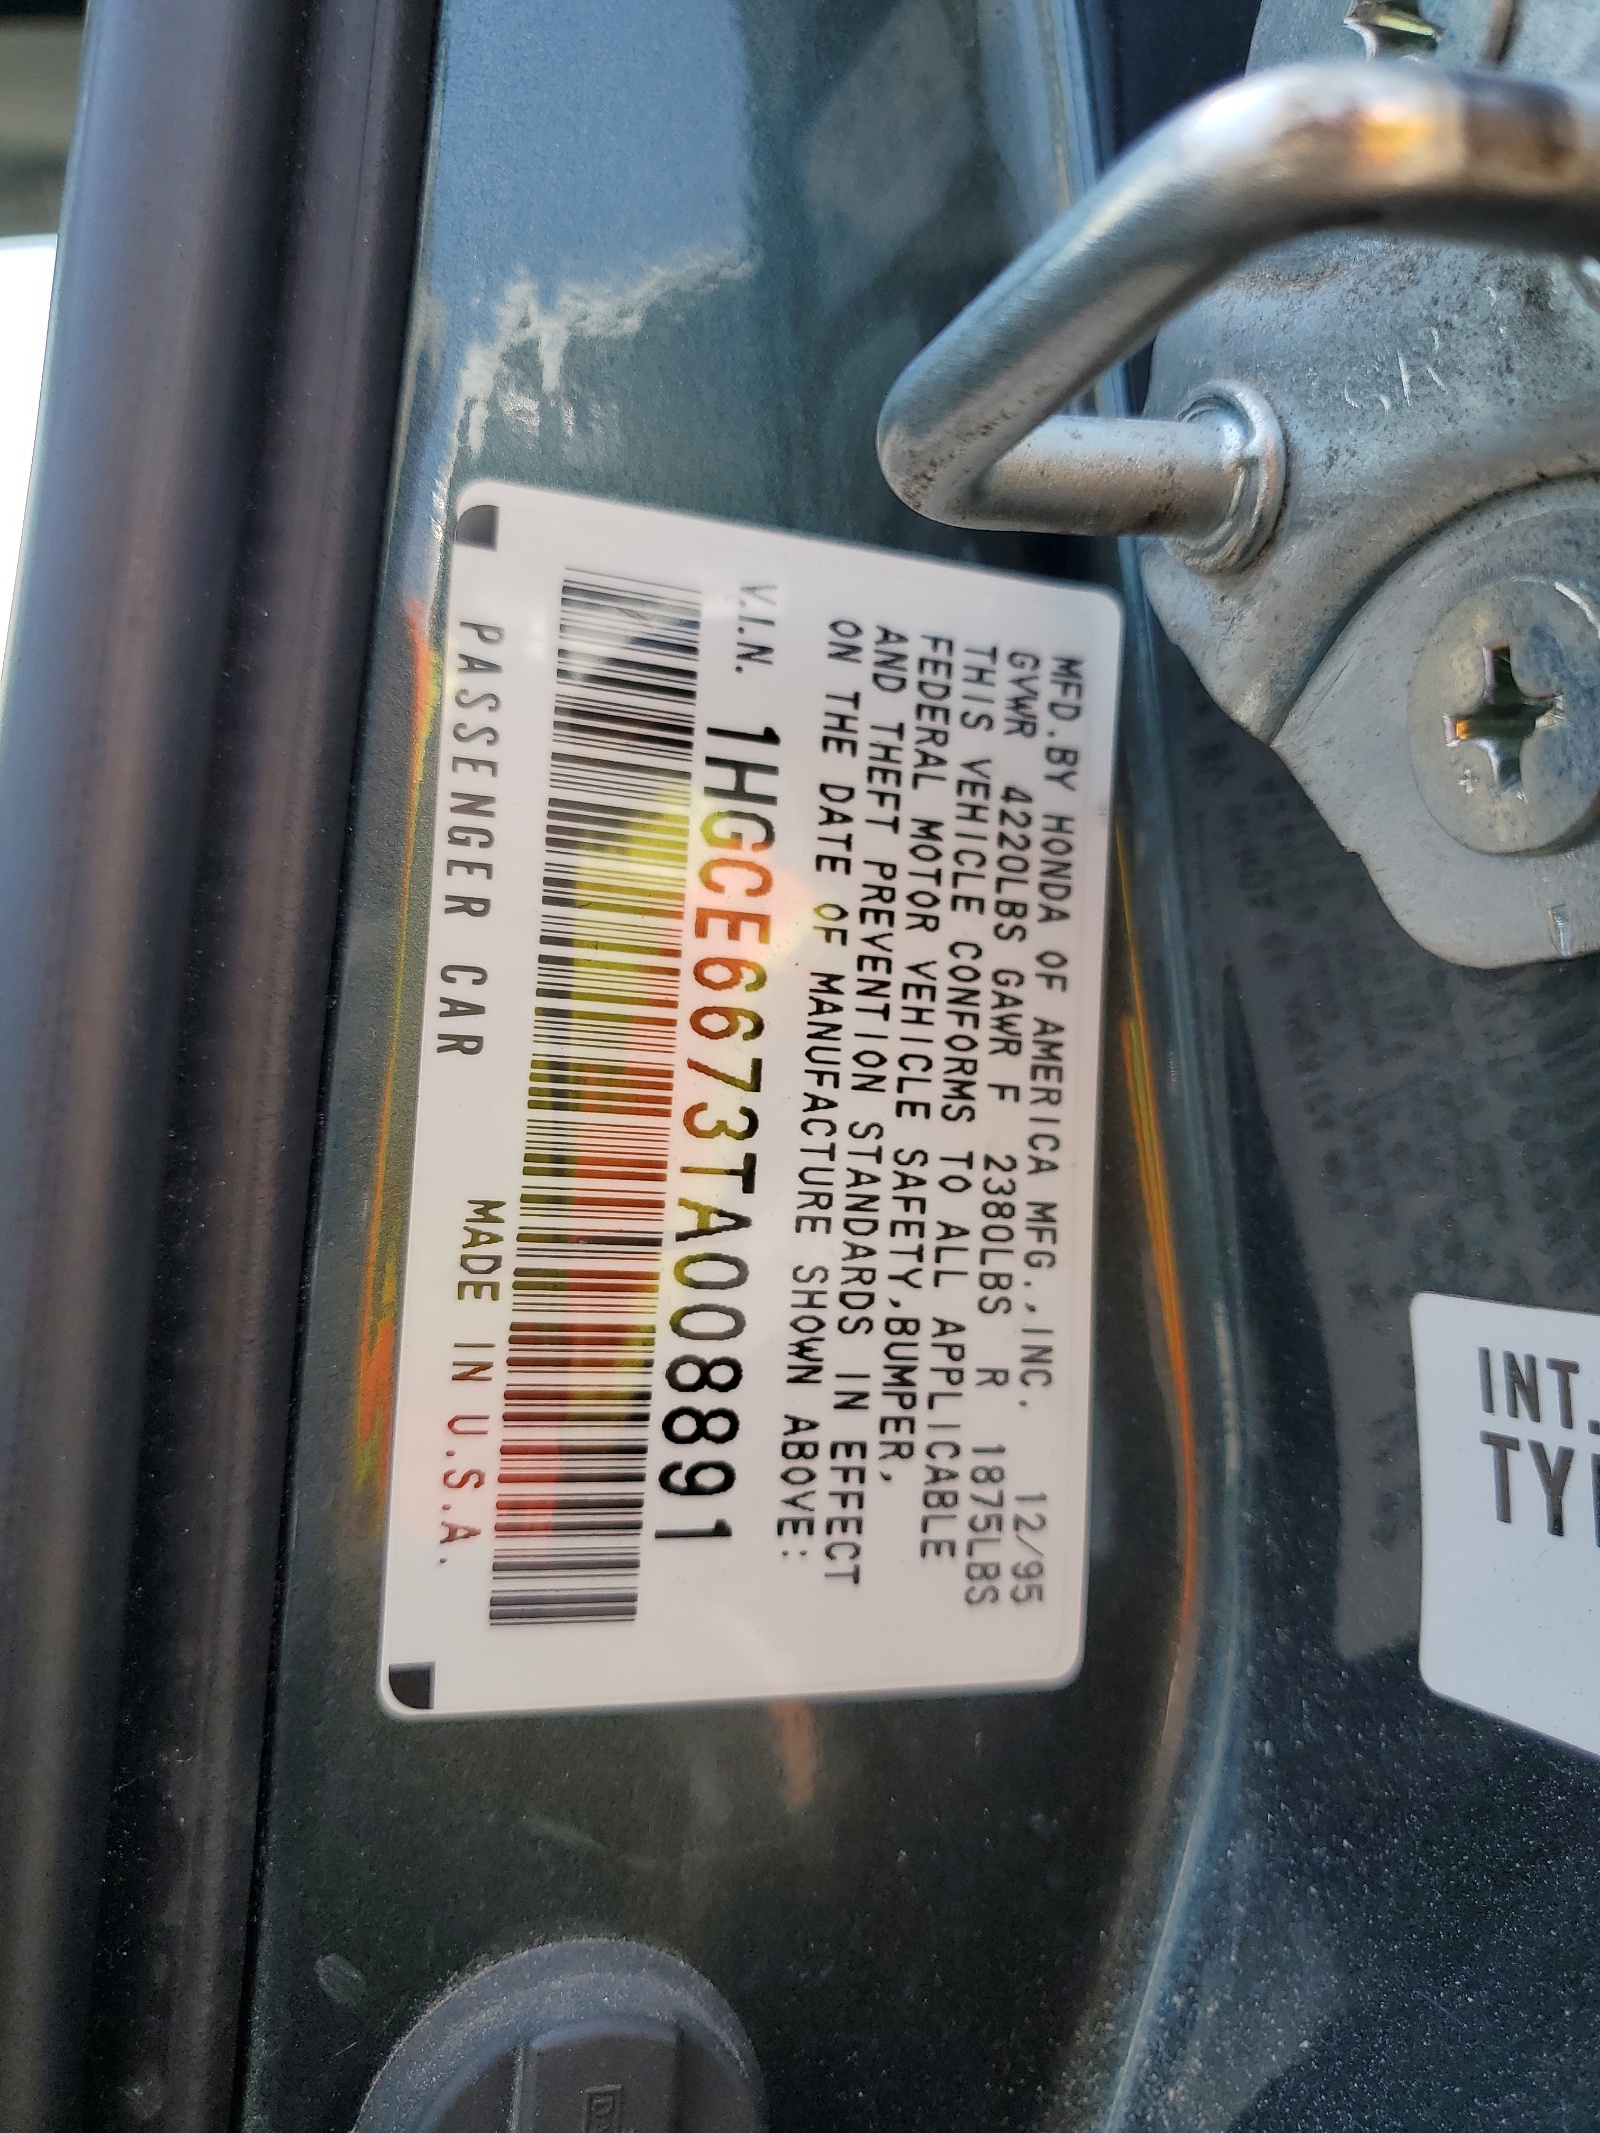 MFD.BY HONDA OF AMERICA MFG.,INC. 12/95
GVWR 4220LBS GAWR F 2380LBS R 1875LBS
THIS VEHICLE CONFORMS TO ALL APPLICABLE
FEDERAL MOTOR VEHICLE SAFETY,BUMPER,
AND THEFT PREVENTION STANDARDS IN EFFECT
ON THE DATE OF MANUFACTURE SHOWN ABOVE:
V.I.N. 1HGCE6673TA008891
PASSENGER CAR MADE IN U.S.A.
INT.